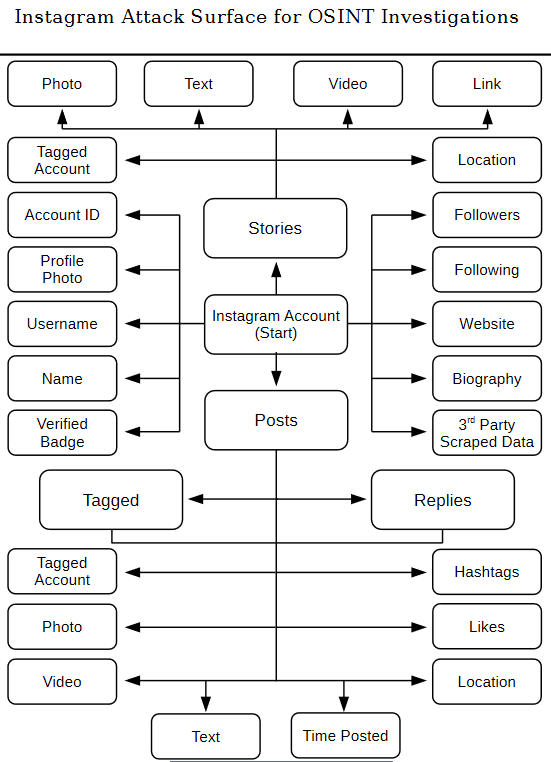 Instagram Attack Surface for OSINT Investigations
Photo
Text
Video
Link
Tagged
Account
Location
Account ID
Stories
Followers
Profile
Photo
Following
Username
Instagram Account
(Start)
Website
Name
Biography
Verified
Badge
Posts
3rd Party
Scraped Data
Tagged
Replies
Tagged
Account
Hashtags
Photo
Likes
Video
Location
Text
Time Posted